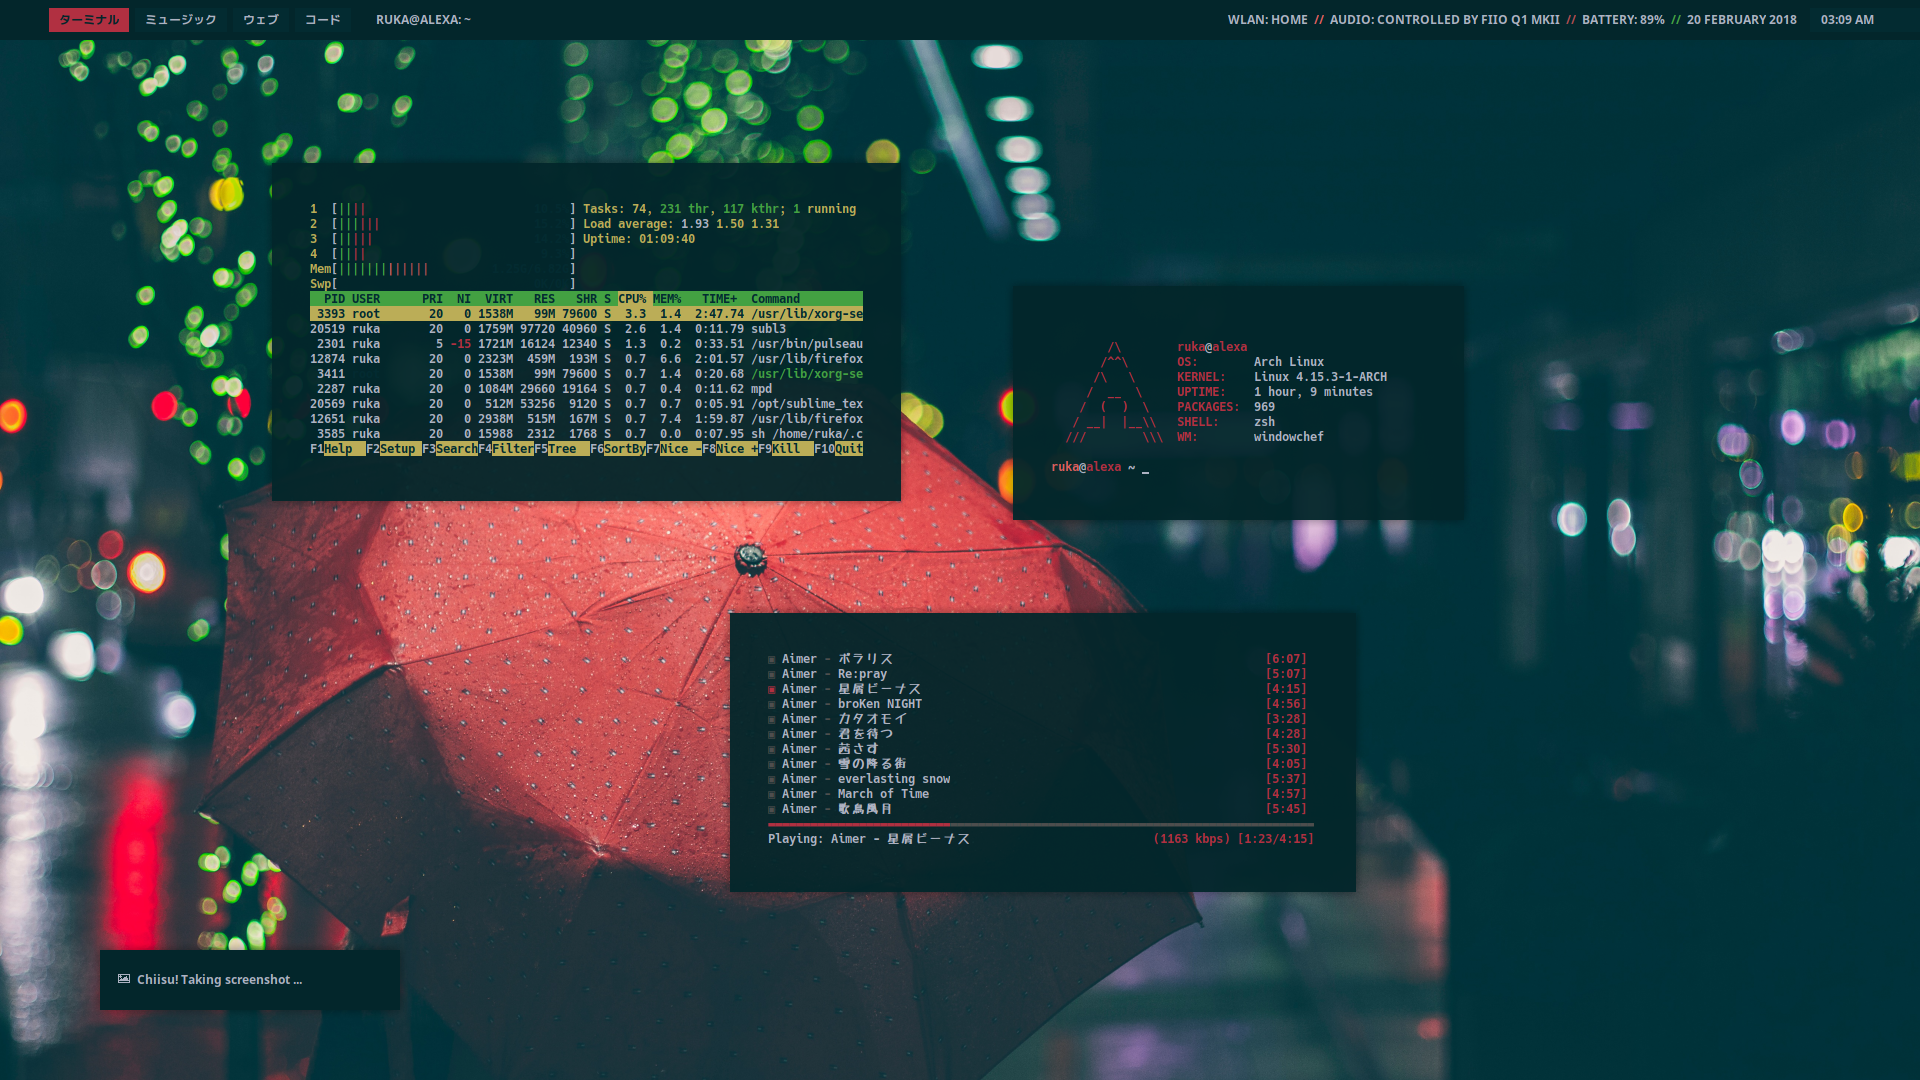 ターミナル ミュージック ウェブ コード RUKA@ALEXA: ~ WLAN: HOME // AUDIO: CONTROLLED BY FIIO Q1 MKII // BATTERY: 89% // 20 FEBRUARY 2018 03:09 AM
1 [|||| ] Tasks: 74, 231 thr, 117 kthr; 1 running
2 [|||||| ] Load average: 1.93 1.50 1.31
3 [||||| ] Uptime: 01:09:40
4 [|||| ]
Mem[||||||||||||| ]
Swp[ ]
PID USER PRI NI VIRT RES SHR S CPU% MEM% TIME+ Command
3393 root 20 0 1538M 99M 79600 S 3.3 1.4 2:47.74 /usr/lib/xorg-se
20519 ruka 20 0 1759M 97720 40960 S 2.6 1.4 0:11.79 subl3
2301 ruka 5 -15 1721M 16124 12340 S 1.3 0.2 0:33.51 /usr/bin/pulseau
12874 ruka 20 0 2323M 459M 193M S 0.7 6.6 2:01.57 /usr/lib/firefox
3411 20 0 1538M 99M 79600 S 0.7 1.4 0:20.68 /usr/lib/xorg-se
2287 ruka 20 0 1084M 29660 19164 S 0.7 0.4 0:11.62 mpd
20569 ruka 20 0 512M 53256 9120 S 0.7 0.7 0:05.91 /opt/sublime_tex
12651 ruka 20 0 2938M 515M 167M S 0.7 7.4 1:59.87 /usr/lib/firefox
3585 ruka 20 0 15988 2312 1768 S 0.7 0.0 0:07.95 sh /home/ruka/.c
F1Help F2Setup F3SearchF4FilterF5Tree F6SortByF7Nice -F8Nice +F9Kill F10Quit
/\ ruka@alexa
/^^\ OS: Arch Linux
/\ \ KERNEL: Linux 4.15.3-1-ARCH
/ __ \ UPTIME: 1 hour, 9 minutes
/ ( ) \ PACKAGES: 969
/ __| |__\\ SHELL: zsh
/// \\\ WM: windowchef
ruka@alexa ~ _
Aimer - ポラリス [6:07]
Aimer - Re:pray [5:07]
Aimer - 星屑ビーナス [4:15]
Aimer - broKen NIGHT [4:56]
Aimer - カタオモイ [3:28]
Aimer - 君を待つ [4:28]
Aimer - 茜さす [5:30]
Aimer - 雪の降る街 [4:05]
Aimer - everlasting snow [5:37]
Aimer - March of Time [4:57]
Aimer - 歌鳥風月 [5:45]
Playing: Aimer - 星屑ビーナス (1163 kbps) [1:23/4:15]
Chiisu! Taking screenshot ...